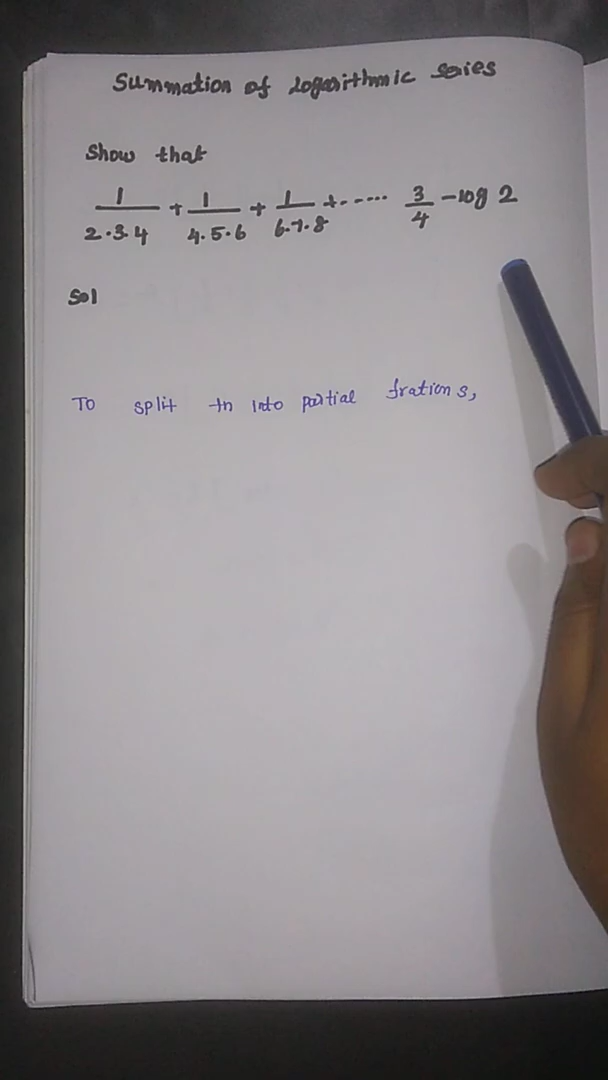 Summation of Logarithmic Series
Show that
1/2·3·4 + 1/4·5·6 + 1/6·7·8 +----- 3/4 - log 2
Sol
To split tn into partial frations,